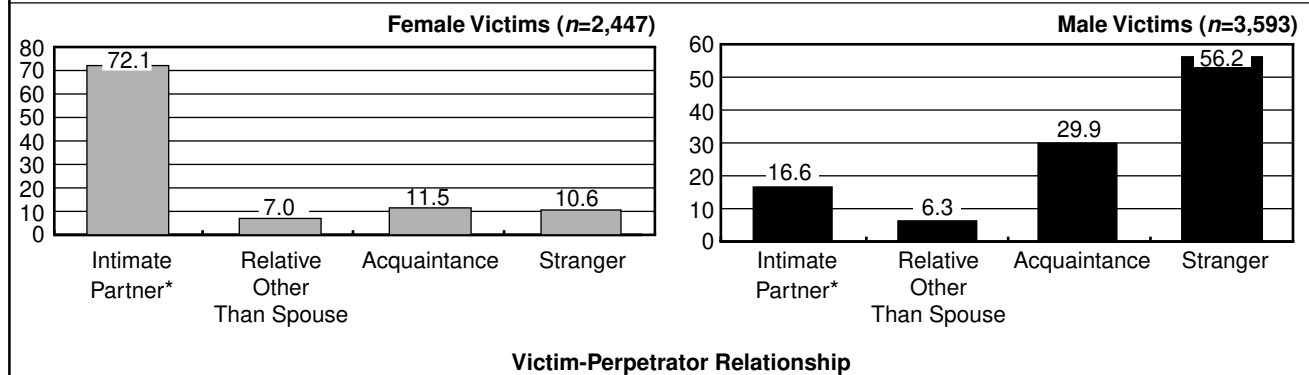 Female Victims (n=2,447)
80
70
60
50
40
30
20
10
0
72.1
7.0
11.5
10.6
Intimate
Partner*
Relative
Other
Than Spouse
Acquaintance
Stranger
Male Victims (n=3,593)
60
50
40
30
20
10
0
16.6
6.3
29.9
56.2
Intimate
Partner*
Relative
Other
Than Spouse
Acquaintance
Stranger
Victim-Perpetrator Relationship